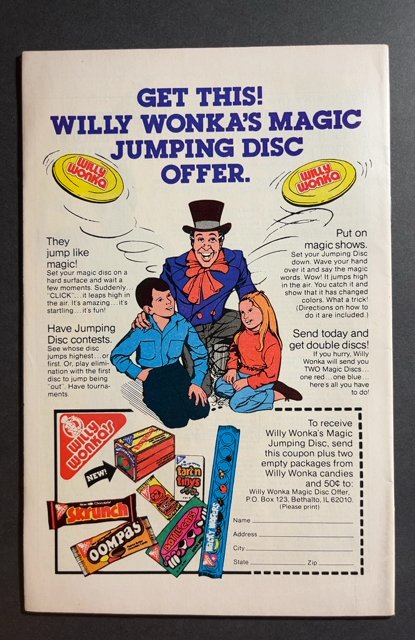 GET THIS!
WILLY WONKA'S MAGIC
JUMPING DISC
OFFER.
WILLY
WONKA
WILLY
WONKA
They
jump like
magic!
Set your magic disc on a
hard surface and wait a
few moments. Suddenly...
"CLICK"... it leaps high in
the air. It's amazing...it's
startling... it's fun!
Have Jumping
Disc contests.
See whose disc
jumps highest...or
first. Or, play elimi-
nation with the first
disc to jump being
"out". Have tourna-
ments.
Put on
magic shows.
Set your Jumping Disc
down. Wave your hand
over it and say the magic
words. Wow! It jumps high
in the air. You catch it and
show that it has changed
colors. What a trick!
(Directions on how to
do it are included.)
Send today and
get double discs!
If you hurry, Willy
Wonka will send you
TWO Magic Discs...
one red...one blue...
here's all you have
to do!
WILLY
WONKA'S
NEW!
tart n
tinys
SKRUNCH
OOMPAS
To receive
Willy Wonka's Magic
Jumping Disc, send
this coupon plus two
empty packages from
Willy Wonka candies
and 50¢ to:
Willy Wonka Magic Disc Offer,
P.O. Box 123, Bethalto, IL 62010.
(Please print)
Name
Address
City
State Zip